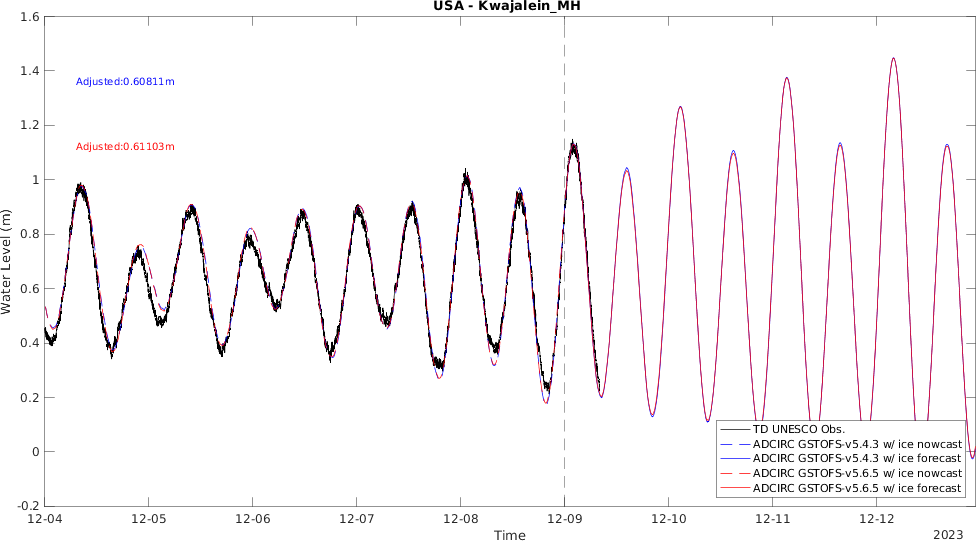 USA - Kwajalein_MH
1.6
1.4
1.2
1
0.8
0.6
0.4
0.2
0
-0.2
Water Level (m)
Adjusted:0.60811m
Adjusted:0.61103m
TD UNESCO Obs.
ADCIRC GSTOFS-v5.4.3 w/ ice nowcast
ADCIRC GSTOFS-v5.4.3 w/ ice forecast
ADCIRC GSTOFS-v5.6.5 w/ ice nowcast
ADCIRC GSTOFS-v5.6.5 w/ ice forecast
12-04 12-05 12-06 12-07 12-08 12-09 12-10 12-11 12-12
Time
2023